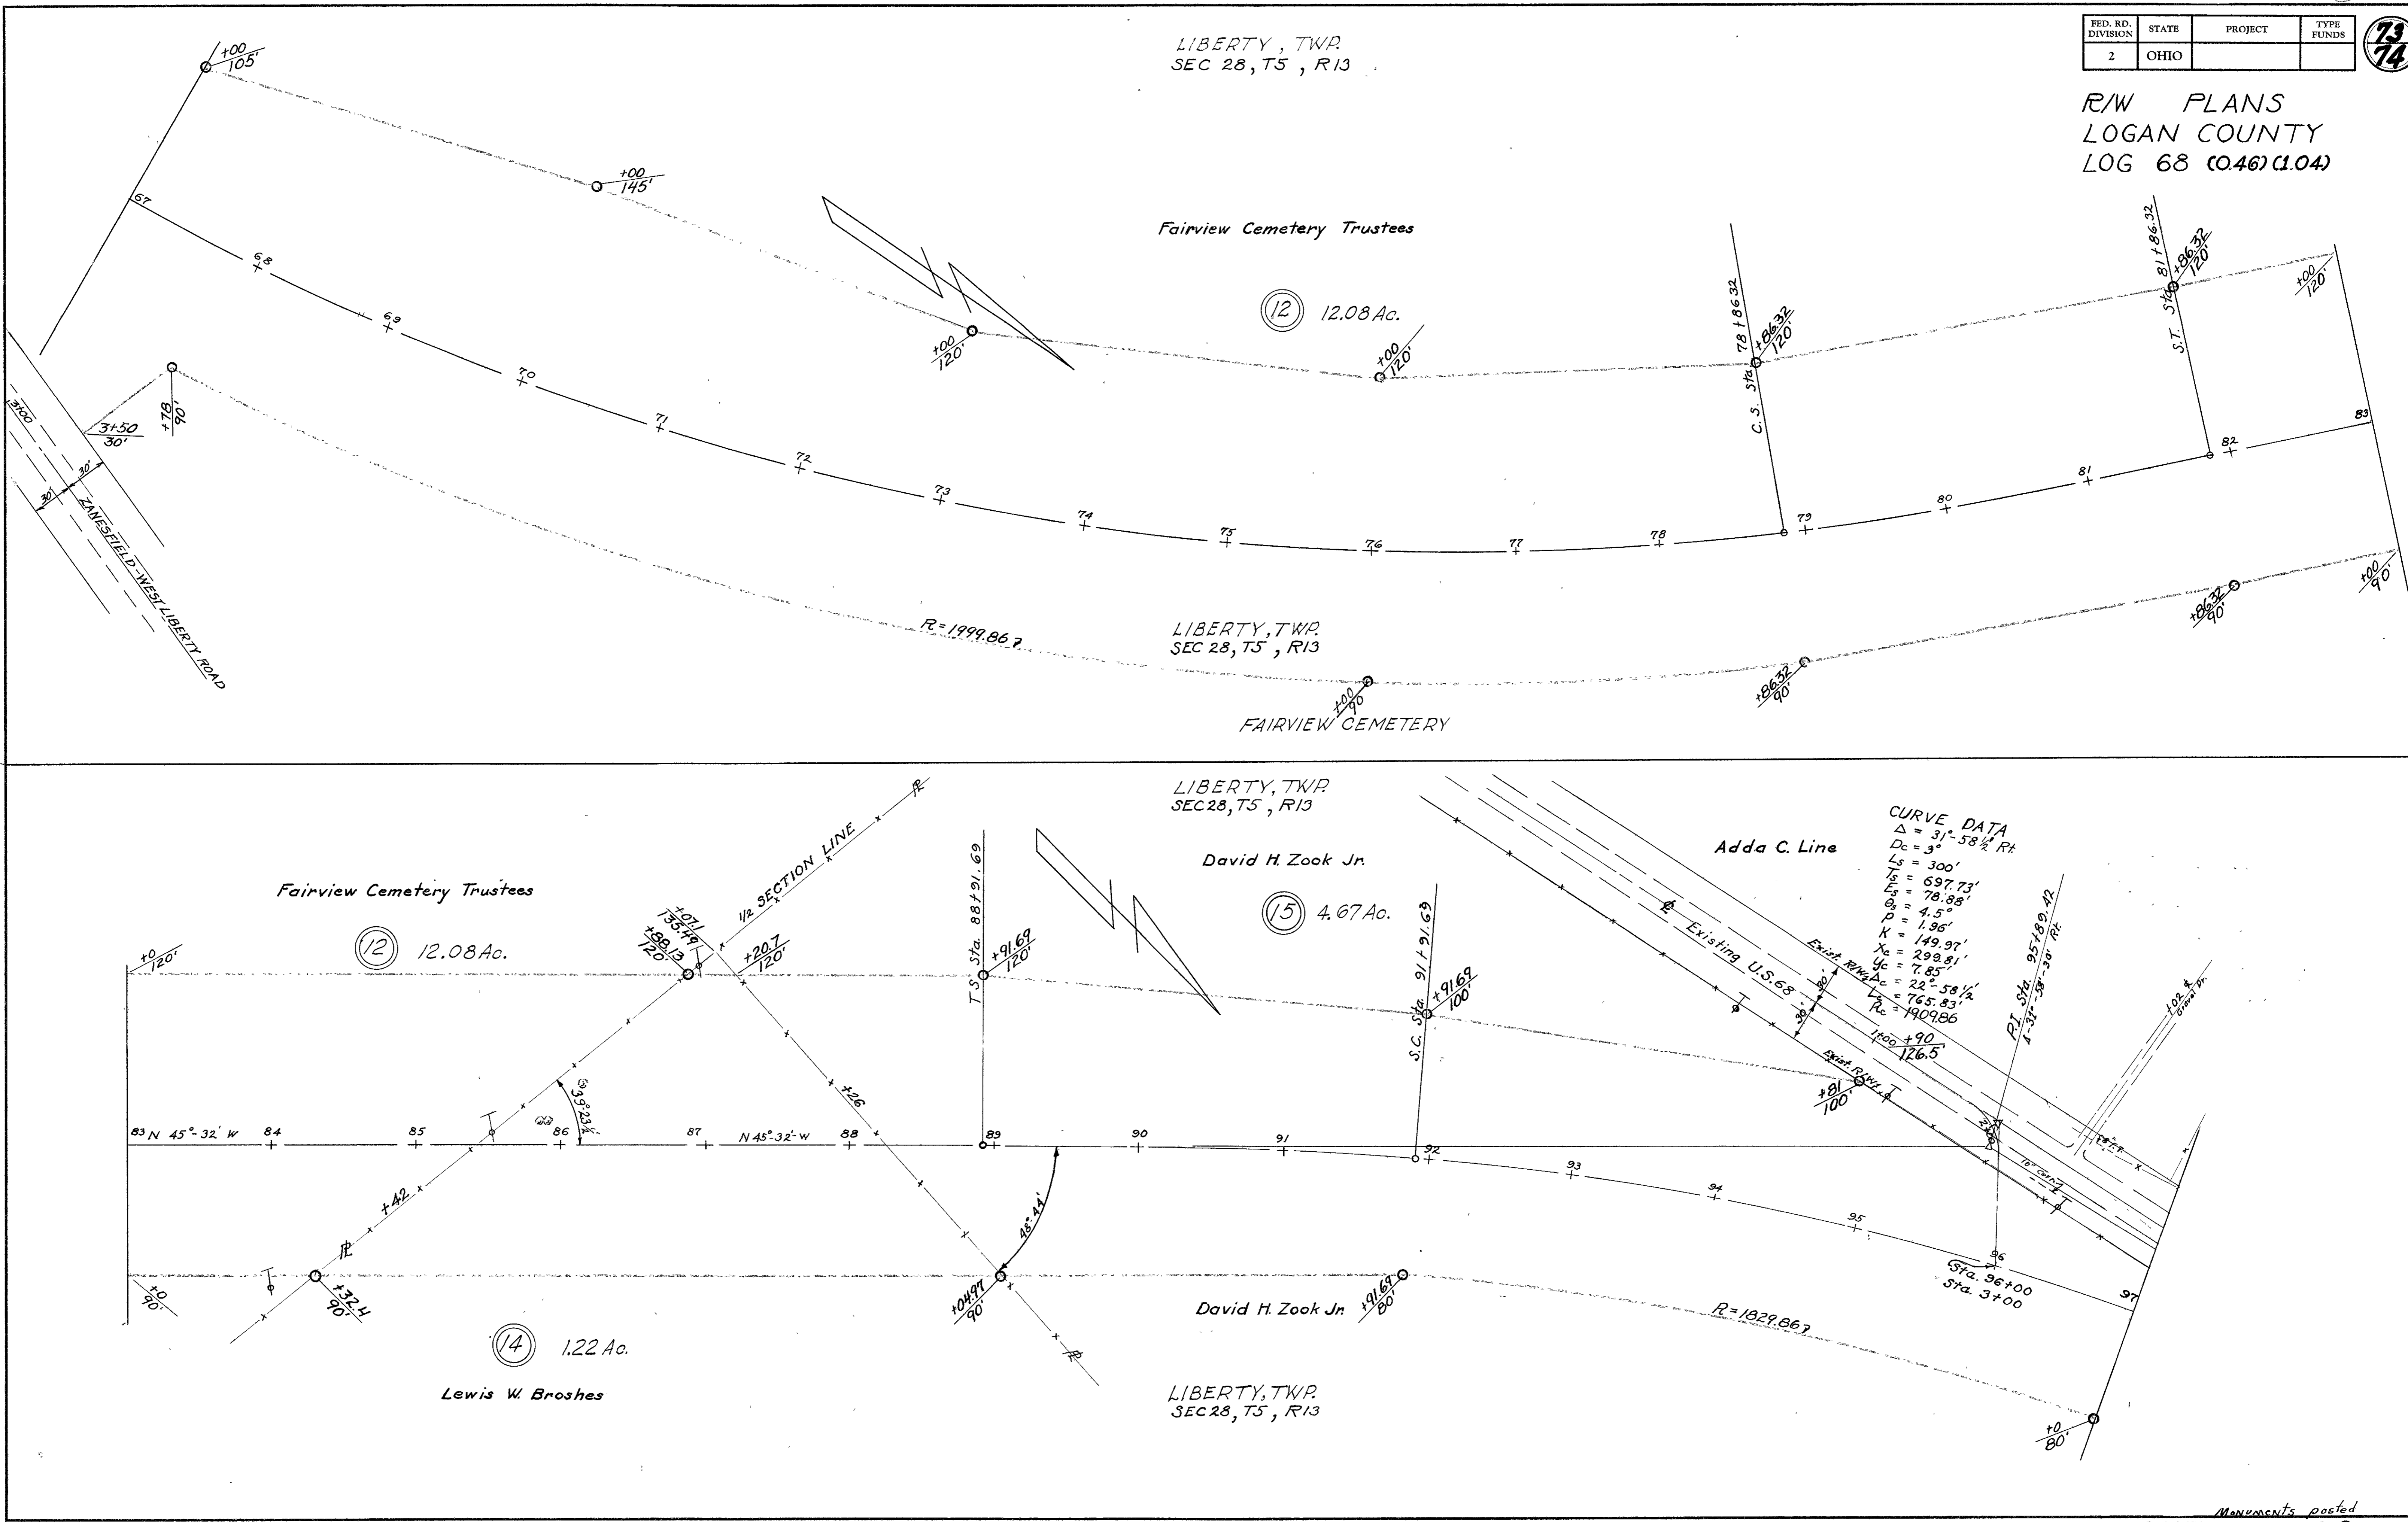 FED. RD. DIVISION STATE PROJECT TYPE FUNDS
2 OHIO
73
74
R/W PLANS
LOGAN COUNTY
LOG 68 (0.46) (1.04)
LIBERTY, TWP.
SEC 28, T5, R13
+00
105'
+00
145'
Fairview Cemetery Trustees
12 12.08 Ac.
+00
120'
+00
120'
C.S. Sta. 78+86.32
+86.32
120'
S.T. Sta. 81+86.32
+86.32
120'
+00
120'
67
68
69
70
71
72
73
74
75
76
77
78
79
80
81
82
83
3+00
3+50
30'
+78
90'
30'
30'
ZANESFIELD-WEST LIBERTY ROAD
R=1999.86
LIBERTY, TWP.
SEC 28, T5, R13
+00
90'
FAIRVIEW CEMETERY
+86.32
90'
+86.32
90'
+00
90'
LIBERTY, TWP.
SEC 28, T5, R13
Fairview Cemetery Trustees
12 12.08 Ac.
+0
120'
1/2 SECTION LINE
+07.1
135.49
+88.13
120'
+20.7
120'
T.S. Sta. 88+91.69
+91.69
120'
David H. Zook Jr.
15 4.67 Ac.
S.C. Sta. 91+91.69
+91.69
100'
Adda C. Line
CURVE DATA
Δ = 31°-58½' Rt.
Dc = 3°
Ls = 300'
Ts = 697.73'
Es = 78.88'
θs = 4.5°
P = 1.96'
K = 149.97'
Xc = 299.81'
Yc = 7.85'
Δc = 22°-58½'
Lc = 765.83'
Rc = 1909.86
P.I. Sta. 95+89.42
Δ-31°-58'-30" Rt.
℄ Existing U.S. 68
Exist. R/W
30'
30'
Exist. R/W
1+00
+90
126.5'
+81
100'
+02 ℄
Gravel Dr.
83 N 45°-32' W
84
85
86
87
N 45°-32'-W
88
89
90
91
92
93
94
95
96
97
39°-23½'
+26
+42
48°-44'
+0
90'
+32.4
90'
+04.97
90'
David H. Zook Jr.
+91.69
80'
R=1829.86
Sta. 96+00
Sta. 3+00
14 1.22 Ac.
Lewis W. Broshes
LIBERTY, TWP.
SEC 28, T5, R13
+0
80'
Monuments posted